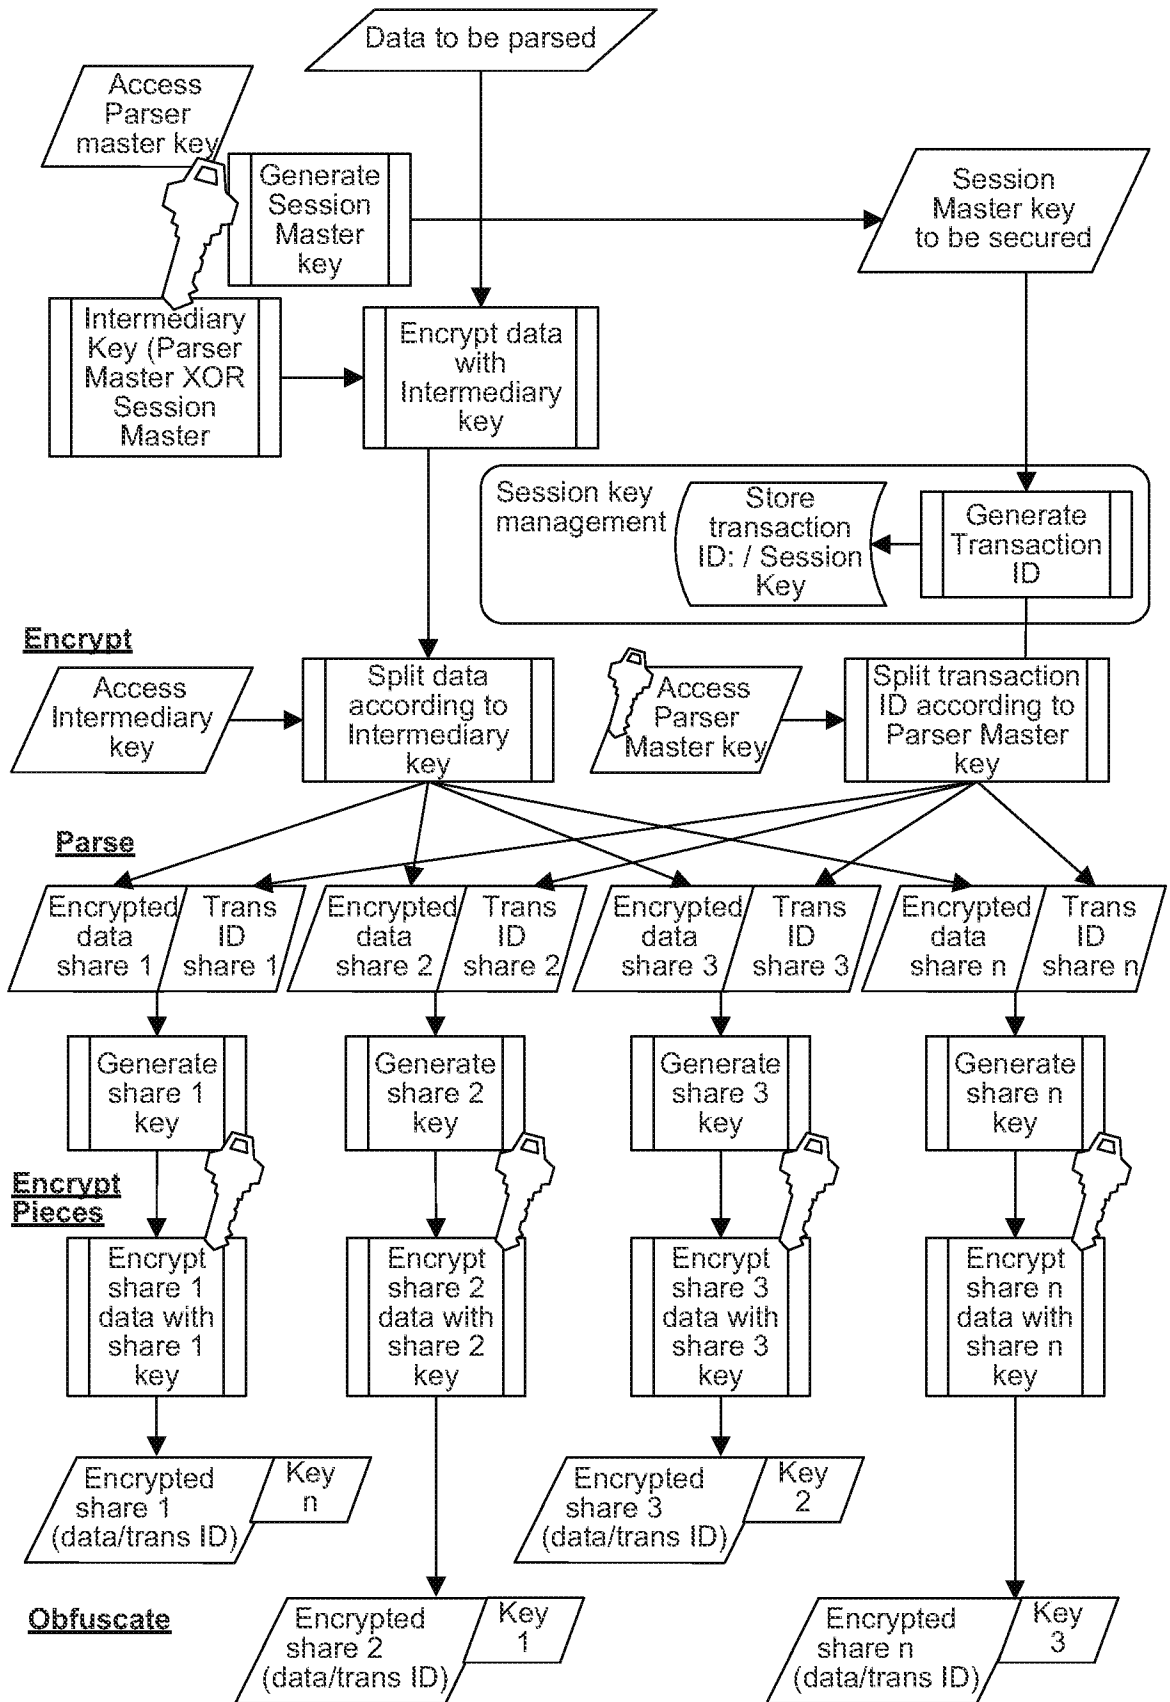 Data to be parsed
Access
Parser
master key
Generate
Session
Master
key
Session
Master key
to be secured
Intermediary
Key (Parser
Master XOR
Session
Master
Encrypt data
with
Intermediary
key
Session key
management
Store
transaction
ID: / Session
Key
Generate
Transaction
ID
Encrypt
Access
Intermediary
key
Split data
according to
Intermediary
key
Access
Parser
Master key
Split transaction
ID according to
Parser Master
key
Parse
Encrypted
data
share 1
Trans
ID
share 1
Encrypted
data
share 2
Trans
ID
share 2
Encrypted
data
share 3
Trans
ID
share 3
Encrypted
data
share n
Trans
ID
share n
Generate
share 1
key
Generate
share 2
key
Generate
share 3
key
Generate
share n
key
Encrypt
Pieces
Encrypt
share 1
data with
share 1
key
Encrypt
share 2
data with
share 2
key
Encrypt
share 3
data with
share 3
key
Encrypt
share n
data with
share n
key
Encrypted
share 1
(data/trans ID)
Key
n
Encrypted
share 3
(data/trans ID)
Key
2
Obfuscate
Encrypted
share 2
(data/trans ID)
Key
1
Encrypted
share n
(data/trans ID)
Key
3